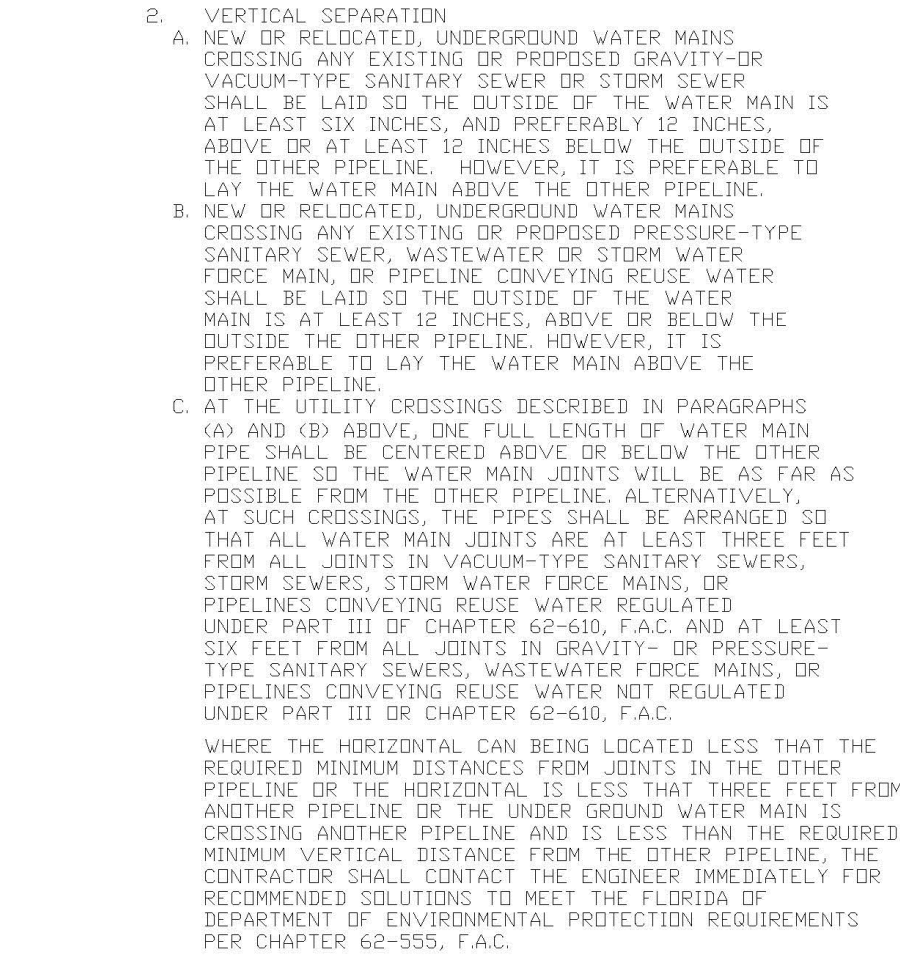 2. VERTICAL SEPARATION
A. NEW OR RELOCATED, UNDERGROUND WATER MAINS
CROSSING ANY EXISTING OR PROPOSED GRAVITY-OR
VACUUM-TYPE SANITARY SEWER OR STORM SEWER
SHALL BE LAID SO THE OUTSIDE OF THE WATER MAIN IS
AT LEAST SIX INCHES, AND PREFERABLY 12 INCHES,
ABOVE OR AT LEAST 12 INCHES BELOW THE OUTSIDE OF
THE OTHER PIPELINE. HOWEVER, IT IS PREFERABLE TO
LAY THE WATER MAIN ABOVE THE OTHER PIPELINE.
B. NEW OR RELOCATED, UNDERGROUND WATER MAINS
CROSSING ANY EXISTING OR PROPOSED PRESSURE-TYPE
SANITARY SEWER, WASTEWATER OR STORM WATER
FORCE MAIN, OR PIPELINE CONVEYING REUSE WATER
SHALL BE LAID SO THE OUTSIDE OF THE WATER
MAIN IS AT LEAST 12 INCHES, ABOVE OR BELOW THE
OUTSIDE THE OTHER PIPELINE. HOWEVER, IT IS
PREFERABLE TO LAY THE WATER MAIN ABOVE THE
OTHER PIPELINE.
C. AT THE UTILITY CROSSINGS DESCRIBED IN PARAGRAPHS
(A) AND (B) ABOVE, ONE FULL LENGTH OF WATER MAIN
PIPE SHALL BE CENTERED ABOVE OR BELOW THE OTHER
PIPELINE SO THE WATER MAIN JOINTS WILL BE AS FAR AS
POSSIBLE FROM THE OTHER PIPELINE. ALTERNATIVELY,
AT SUCH CROSSINGS, THE PIPES SHALL BE ARRANGED SO
THAT ALL WATER MAIN JOINTS ARE AT LEAST THREE FEET
FROM ALL JOINTS IN VACUUM-TYPE SANITARY SEWERS,
STORM SEWERS, STORM WATER FORCE MAINS, OR
PIPELINES CONVEYING REUSE WATER REGULATED
UNDER PART III OF CHAPTER 62-610, F.A.C. AND AT LEAST
SIX FEET FROM ALL JOINTS IN GRAVITY- OR PRESSURE-
TYPE SANITARY SEWERS, WASTEWATER FORCE MAINS, OR
PIPELINES CONVEYING REUSE WATER NOT REGULATED
UNDER PART III OR CHAPTER 62-610, F.A.C.
WHERE THE HORIZONTAL CAN BEING LOCATED LESS THAT THE
REQUIRED MINIMUM DISTANCES FROM JOINTS IN THE OTHER
PIPELINE OR THE HORIZONTAL IS LESS THAT THREE FEET FROM
ANOTHER PIPELINE OR THE UNDER GROUND WATER MAIN IS
CROSSING ANOTHER PIPELINE AND IS LESS THAN THE REQUIRED
MINIMUM VERTICAL DISTANCE FROM THE OTHER PIPELINE, THE
CONTRACTOR SHALL CONTACT THE ENGINEER IMMEDIATELY FOR
RECOMMENDED SOLUTIONS TO MEET THE FLORIDA OF
DEPARTMENT OF ENVIRONMENTAL PROTECTION REQUIREMENTS
PER CHAPTER 62-555, F.A.C.